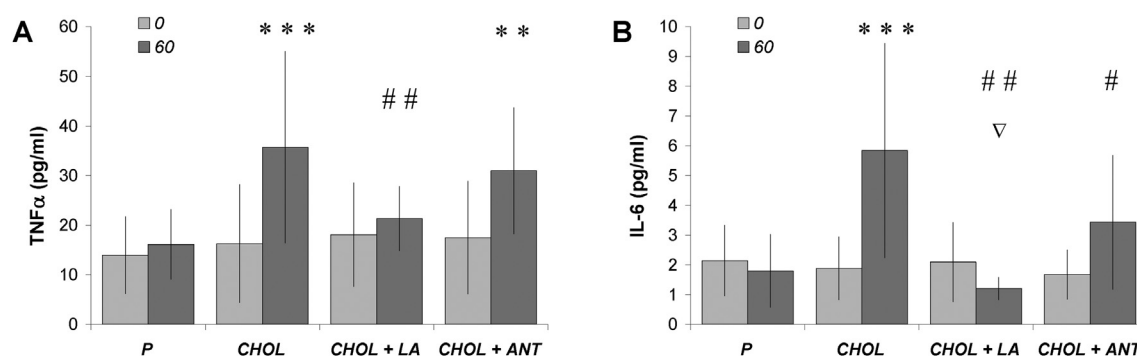 A
TNFα (pg/ml)
60
50
40
30
20
10
0
0
60
* * *
# #
* *
P
CHOL
CHOL + LA
CHOL + ANT
B
IL-6 (pg/ml)
10
9
8
7
6
5
4
3
2
1
0
0
60
* * *
# #
∇
#
P
CHOL
CHOL + LA
CHOL + ANT